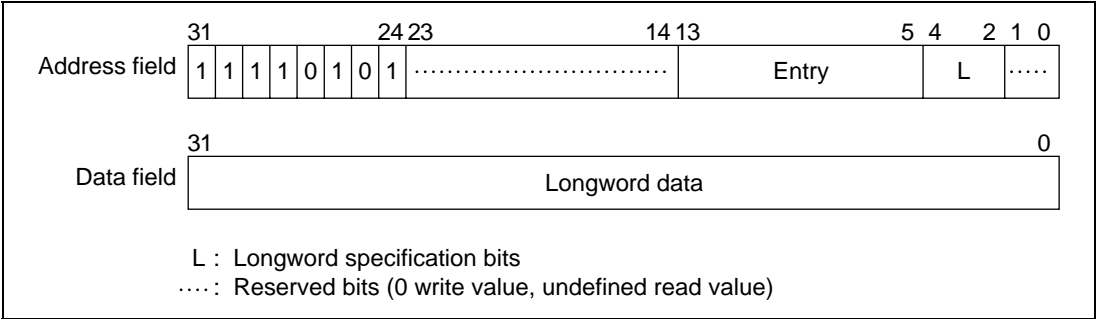 31 24 23 14 13 5 4 2 1 0
Address field 1 1 1 1 0 1 0 1 ............................... Entry L .....
31 0
Data field Longword data
L : Longword specification bits
.... : Reserved bits (0 write value, undefined read value)